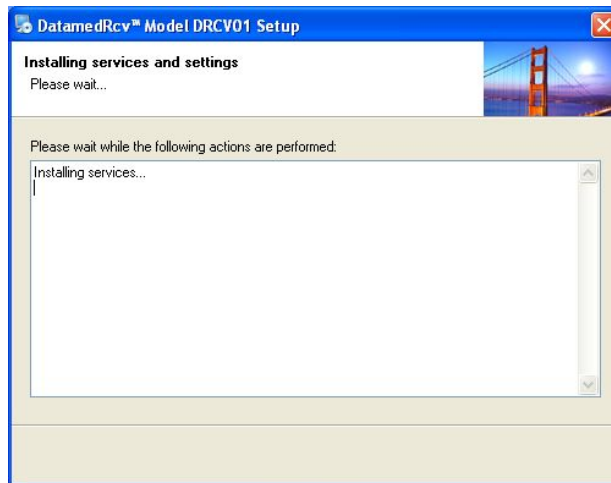 DatamedRcv™ Model DRCV01 Setup
Installing services and settings
Please wait...
Please wait while the following actions are performed:
Installing services...